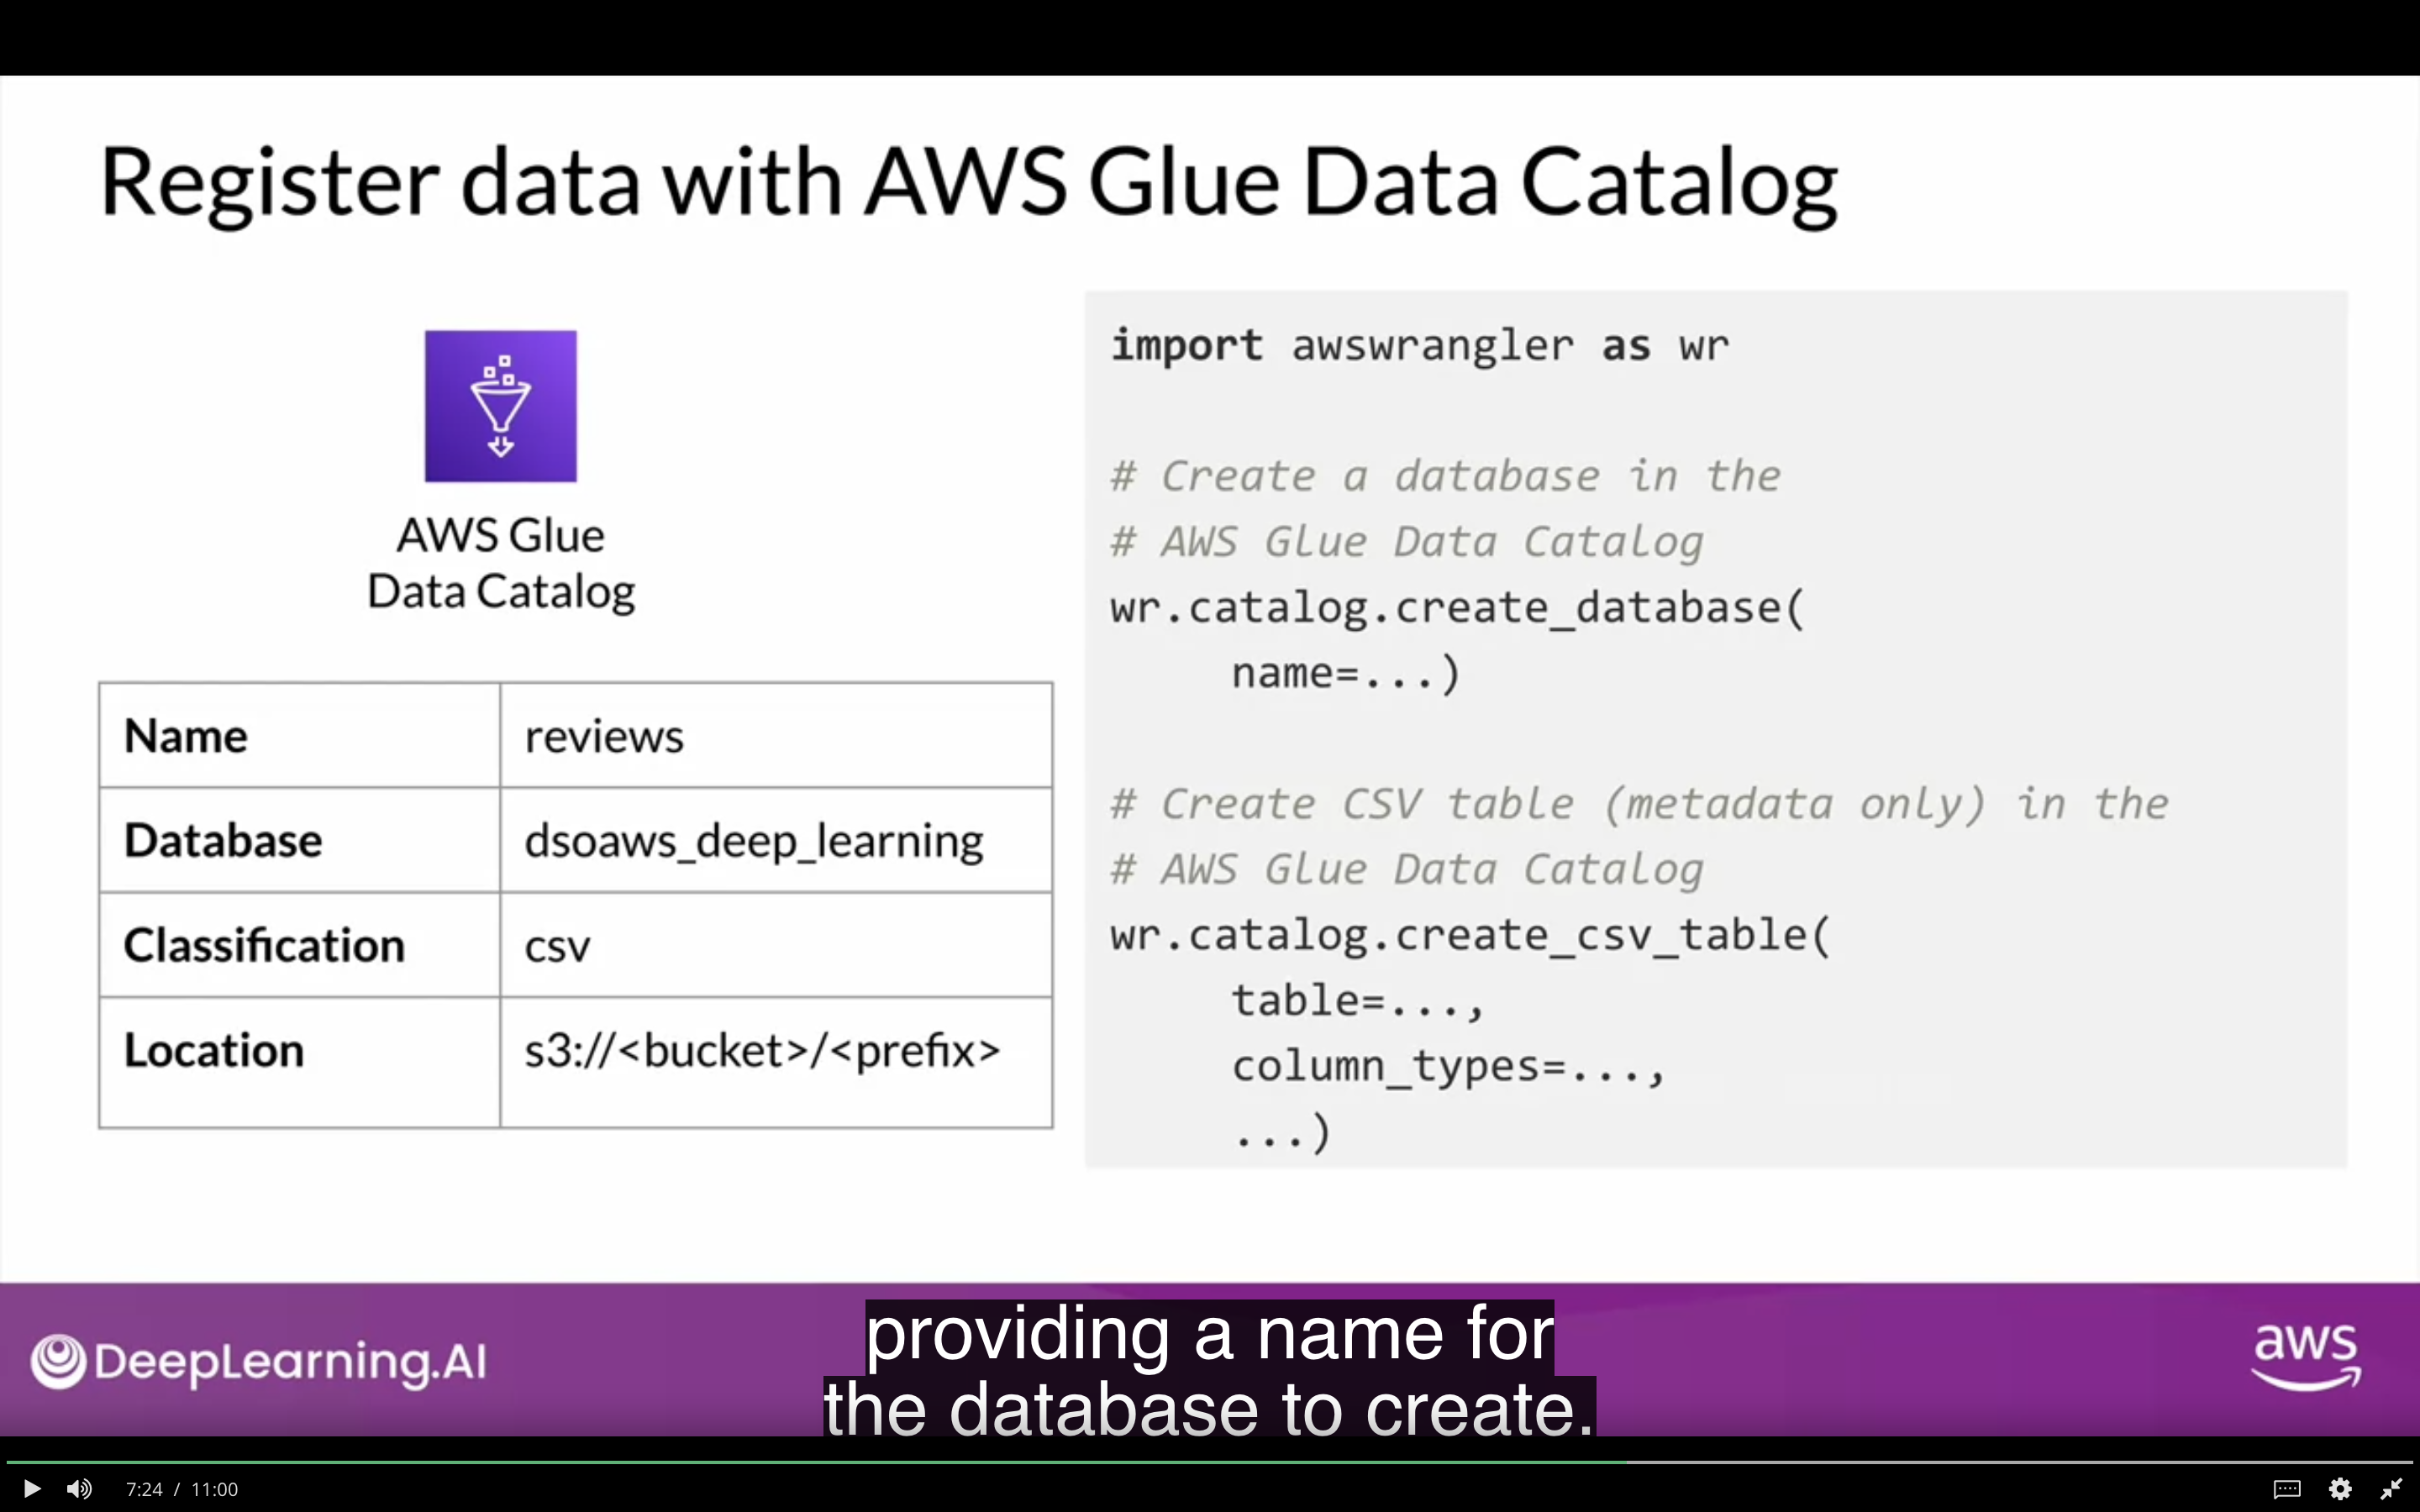 Register data with AWS Glue Data Catalog
AWS Glue
Data Catalog
Name reviews
Database dsoaws_deep_learning
Classification csv
Location s3://<bucket>/<prefix>
import awswrangler as wr
# Create a database in the
# AWS Glue Data Catalog
wr.catalog.create_database(
name=...)
# Create CSV table (metadata only) in the
# AWS Glue Data Catalog
wr.catalog.create_csv_table(
table=...,
column_types=...,
...)
DeepLearning.AI
providing a name for
the database to create.
aws
7:24 / 11:00